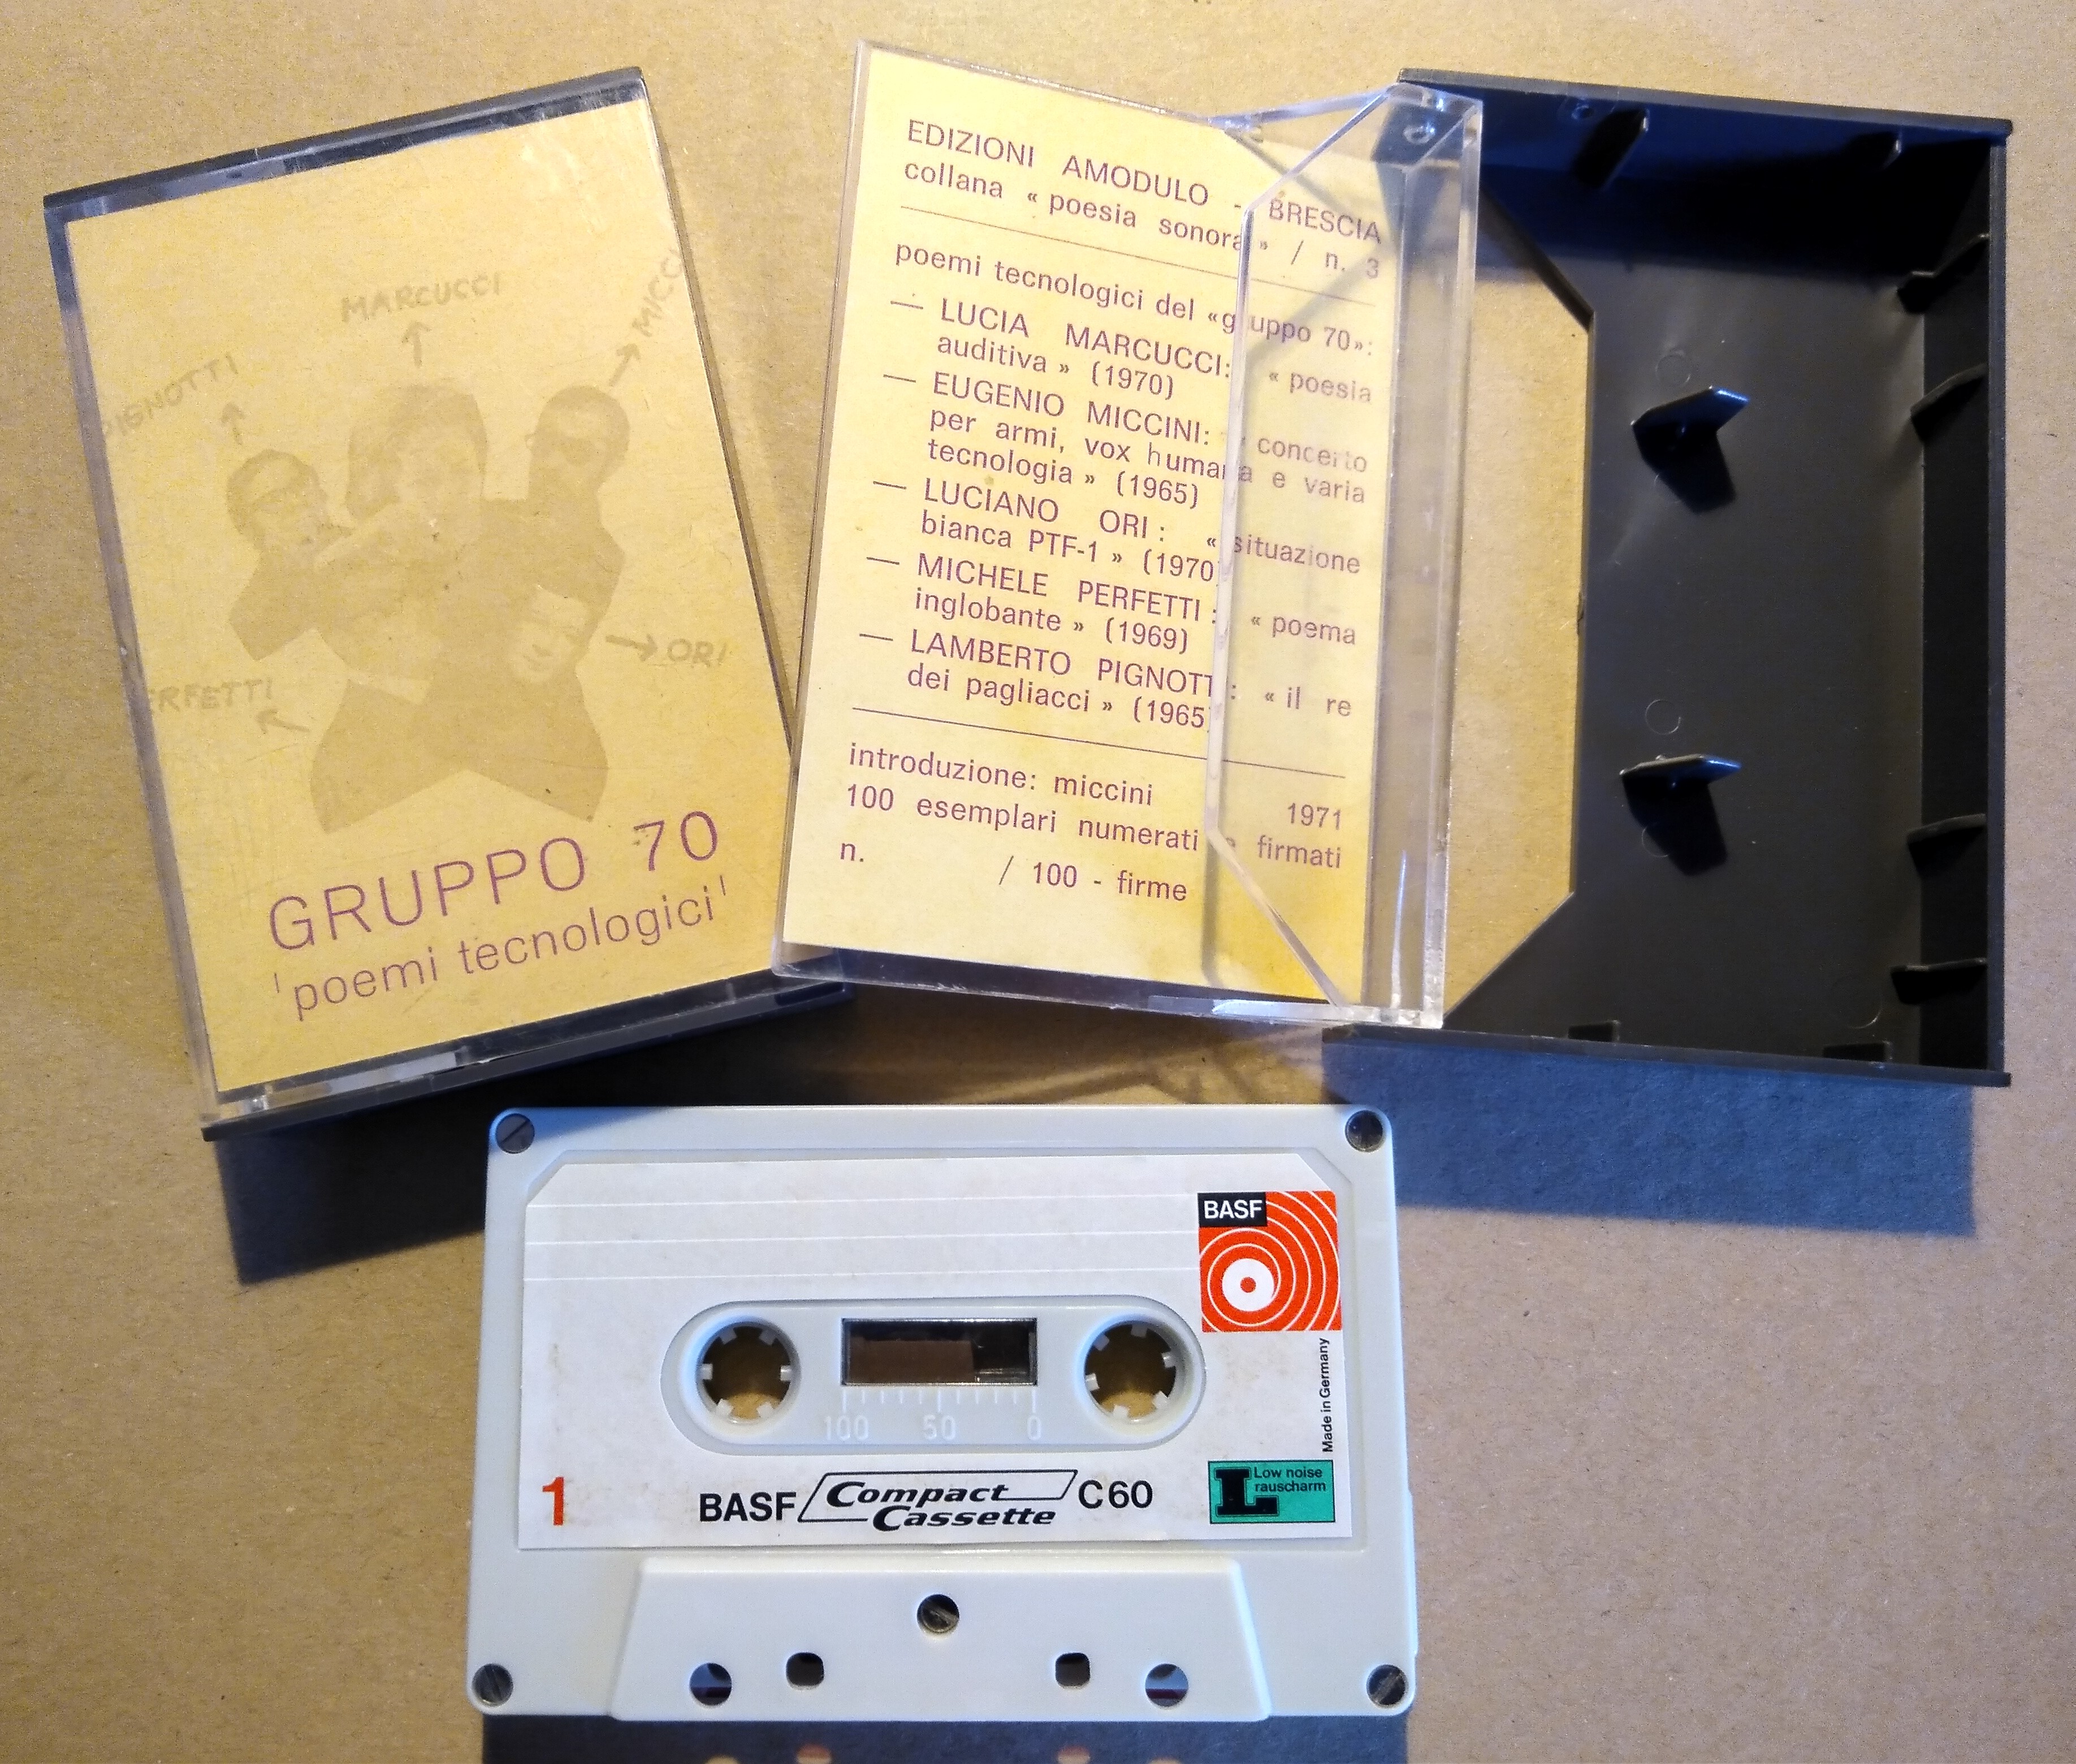 MARCUCCI
PIGNOTTI
ORI
GRUPPO 70
'poemi tecnologici'
EDIZIONI AMODULO - BRESCIA
collana « poesia sonora » / n. 3
poemi tecnologici del «gruppo 70»:
— LUCIA MARCUCCI: « poesia
auditiva » (1970)
— EUGENIO MICCINI: « concerto
per armi, vox humana e varia
tecnologia » (1965)
— LUCIANO ORI : « situazione
bianca PTF-1 » (1970)
— MICHELE PERFETTI : « poema
inglobante » (1969)
— LAMBERTO PIGNOTTI : « il re
dei pagliacci » (1965)
introduzione: miccini 1971
100 esemplari numerati e firmati
n. / 100 - firme
BASF
Made in Germany
100 50 0
1
BASF Compact Cassette C60
L Low noise
rauscharm